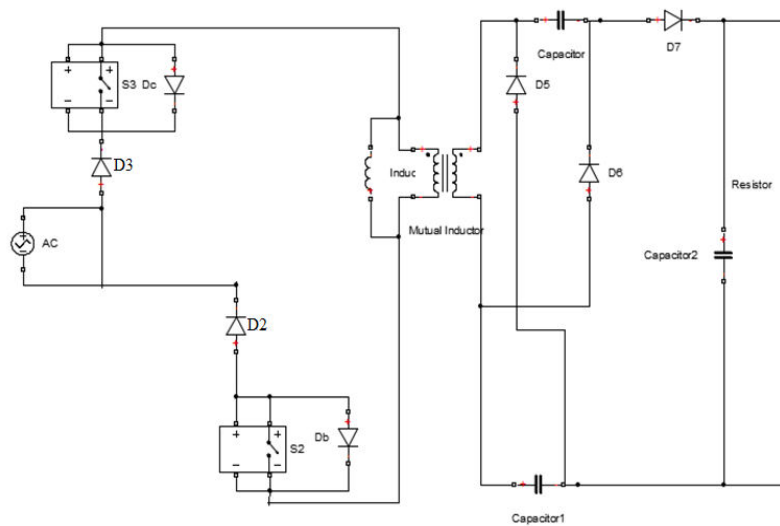 S3 Dc
D3
AC
D2
S2
Db
Induc
Mutual Inductor
Capacitor
D5
D6
D7
Resistor
Capacitor2
Capacitor1